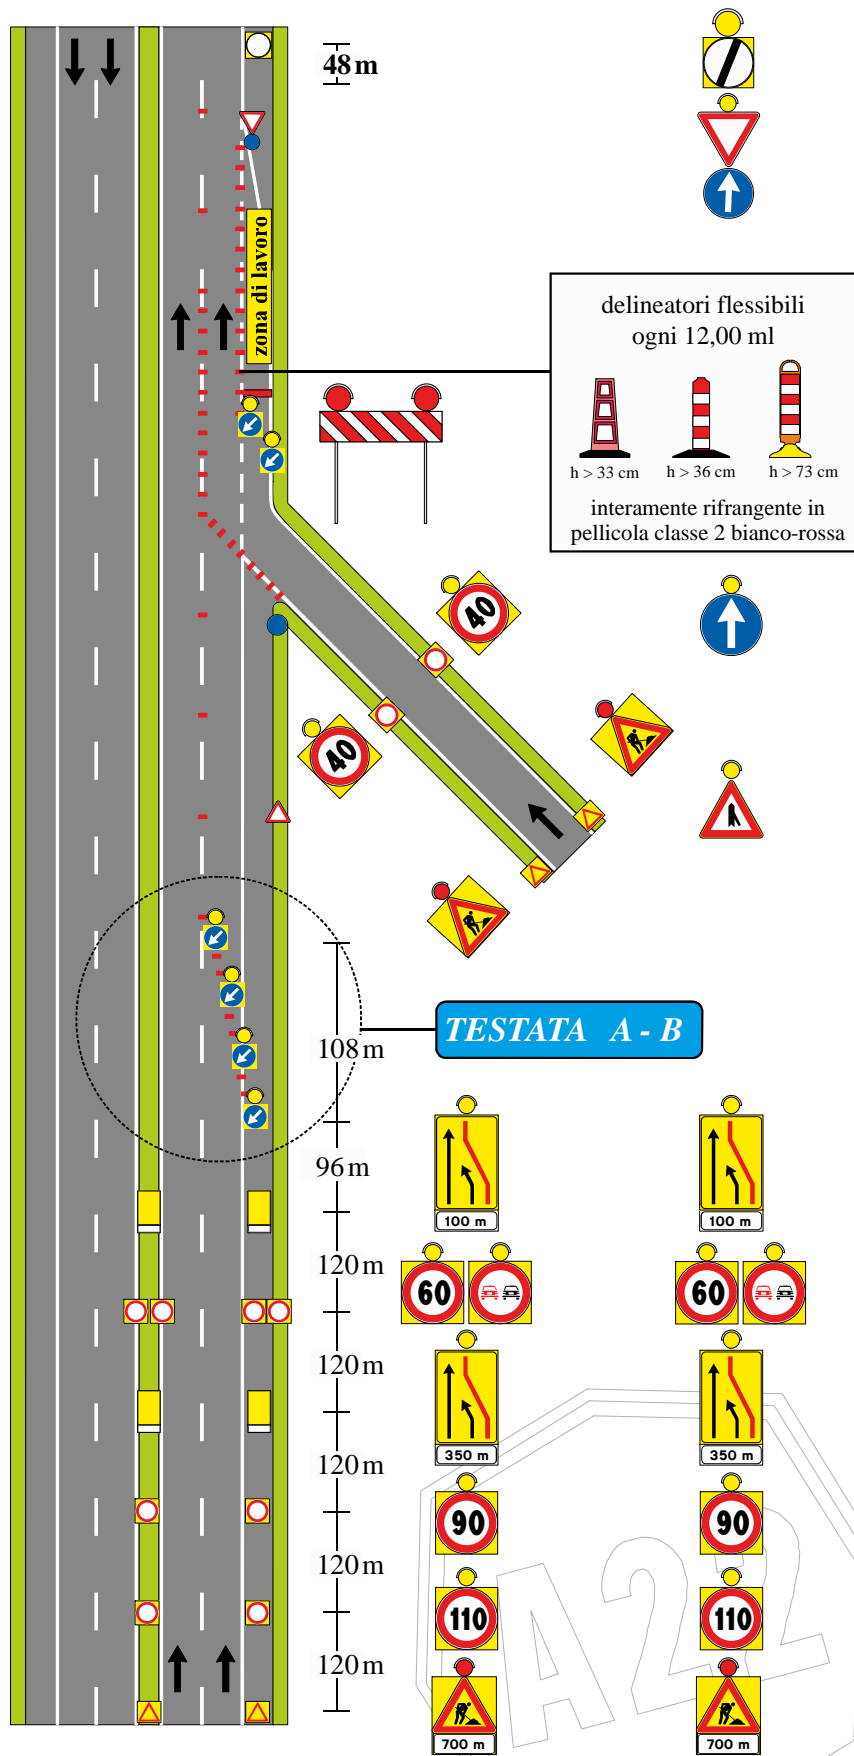 48 m
zona di lavoro
delineatori flessibili
ogni 12,00 ml
h > 33 cm
h > 36 cm
h > 73 cm
interamente rifrangente in
pellicola classe 2 bianco-rossa
40
40
TESTATA A - B
108 m
96 m
100 m
100 m
120 m
60
60
120 m
350 m
350 m
120 m
90
90
120 m
110
110
120 m
700 m
700 m
A22